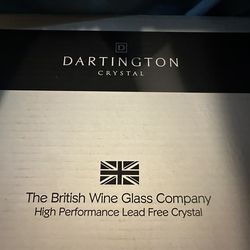 D
DARTINGTON
CRYSTAL
The British Wine Glass Company
High Performance Lead Free Crystal